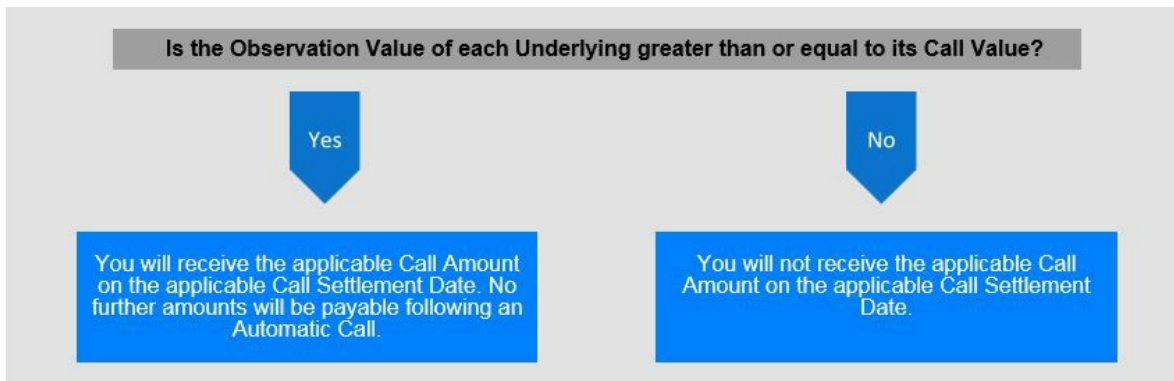 Is the Observation Value of each Underlying greater than or equal to its Call Value?
Yes
No
You will receive the applicable Call Amount
on the applicable Call Settlement Date. No
further amounts will be payable following an
Automatic Call.
You will not receive the applicable Call
Amount on the applicable Call Settlement
Date.